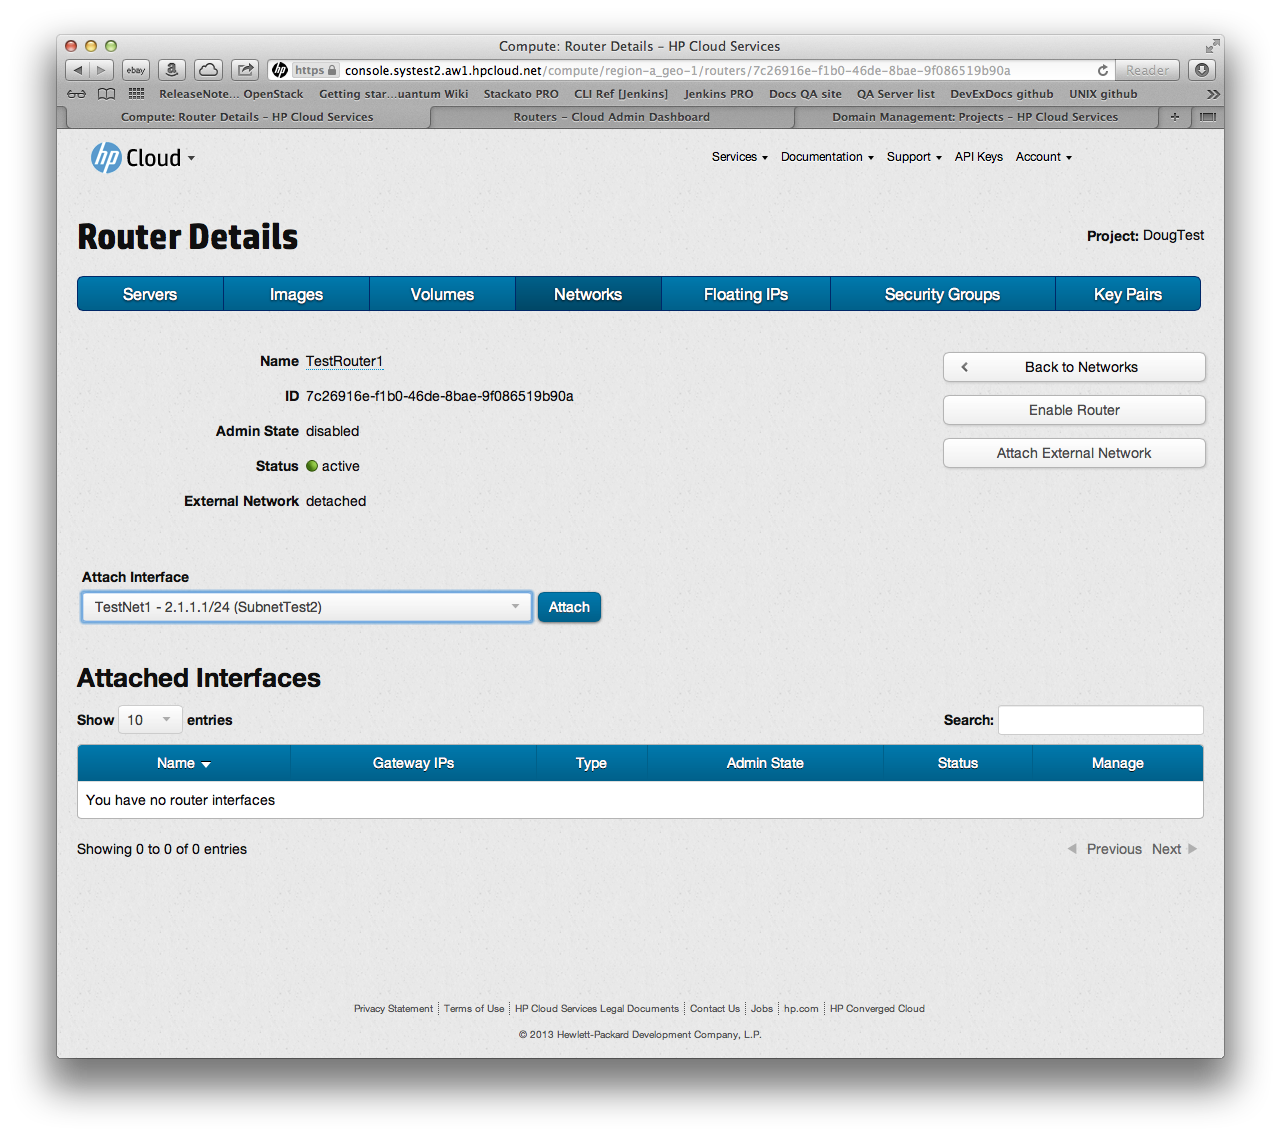 Compute: Router Details – HP Cloud Services
ebay a hp https console.systest2.aw1.hpcloud.net/compute/region-a_geo-1/routers/7c26916e-f1b0-46de-8bae-9f086519b90a Reader
ReleaseNote... OpenStack Getting star...uantum Wiki Stackato PRO CLI Ref [Jenkins] Jenkins PRO Docs QA site QA Server list DevExDocs github UNIX github
Compute: Router Details – HP Cloud Services Routers – Cloud Admin Dashboard Domain Management: Projects – HP Cloud Services
hp Cloud Services Documentation Support API Keys Account
Router Details
Project: DougTest
Servers Images Volumes Networks Floating IPs Security Groups Key Pairs
Name TestRouter1
Back to Networks
ID 7c26916e-f1b0-46de-8bae-9f086519b90a
Enable Router
Admin State disabled
Attach External Network
Status active
External Network detached
Attach Interface
TestNet1 - 2.1.1.1/24 (SubnetTest2) Attach
Attached Interfaces
Show 10 entries Search:
Name Gateway IPs Type Admin State Status Manage
You have no router interfaces
Showing 0 to 0 of 0 entries Previous Next
Privacy Statement Terms of Use HP Cloud Services Legal Documents Contact Us Jobs hp.com HP Converged Cloud
© 2013 Hewlett-Packard Development Company, L.P.